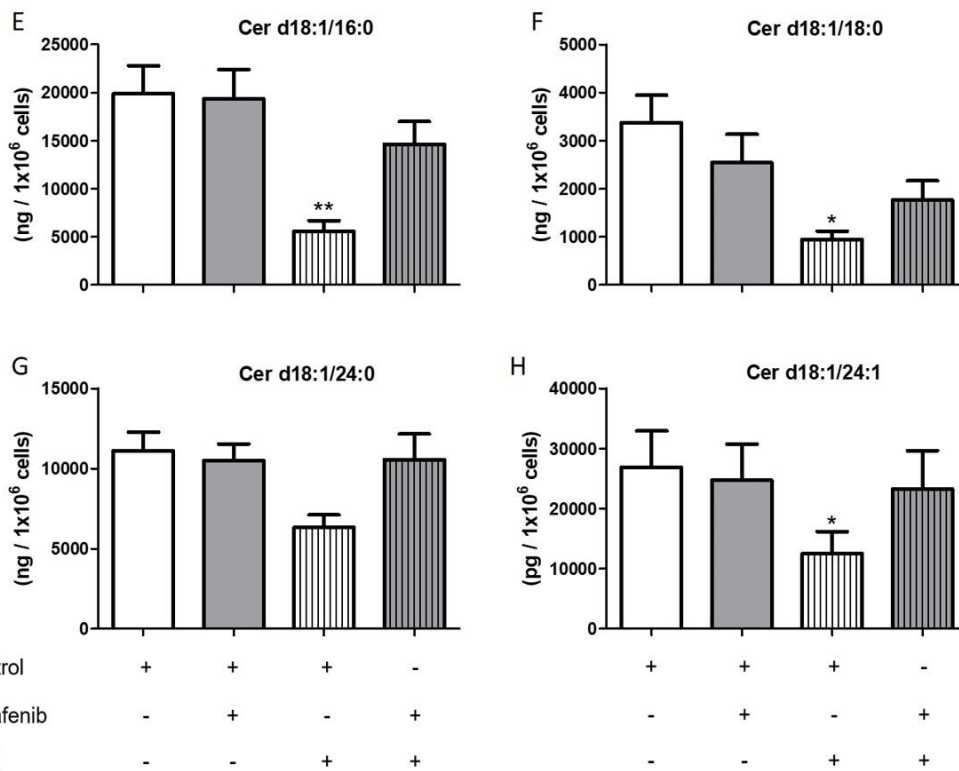 E
Cer d18:1/16:0
25000
20000
15000
10000
5000
0
(ng / 1x10⁶ cells)
**
F
Cer d18:1/18:0
5000
4000
3000
2000
1000
0
(ng / 1x10⁶ cells)
*
G
Cer d18:1/24:0
15000
10000
5000
0
(ng / 1x10⁶ cells)
H
Cer d18:1/24:1
40000
30000
20000
10000
0
(pg / 1x10⁶ cells)
*
trol + + + - + + + -
afenib - + - + - + - +
- - + + - - + +